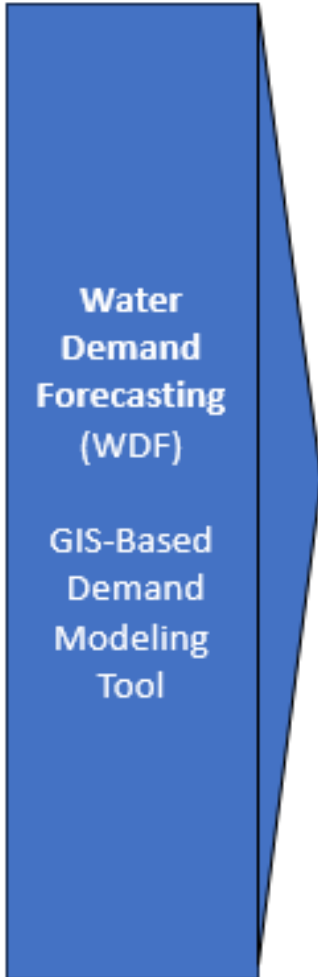 Water
Demand
Forecasting
(WDF)
GIS-Based
Demand
Modeling
Tool